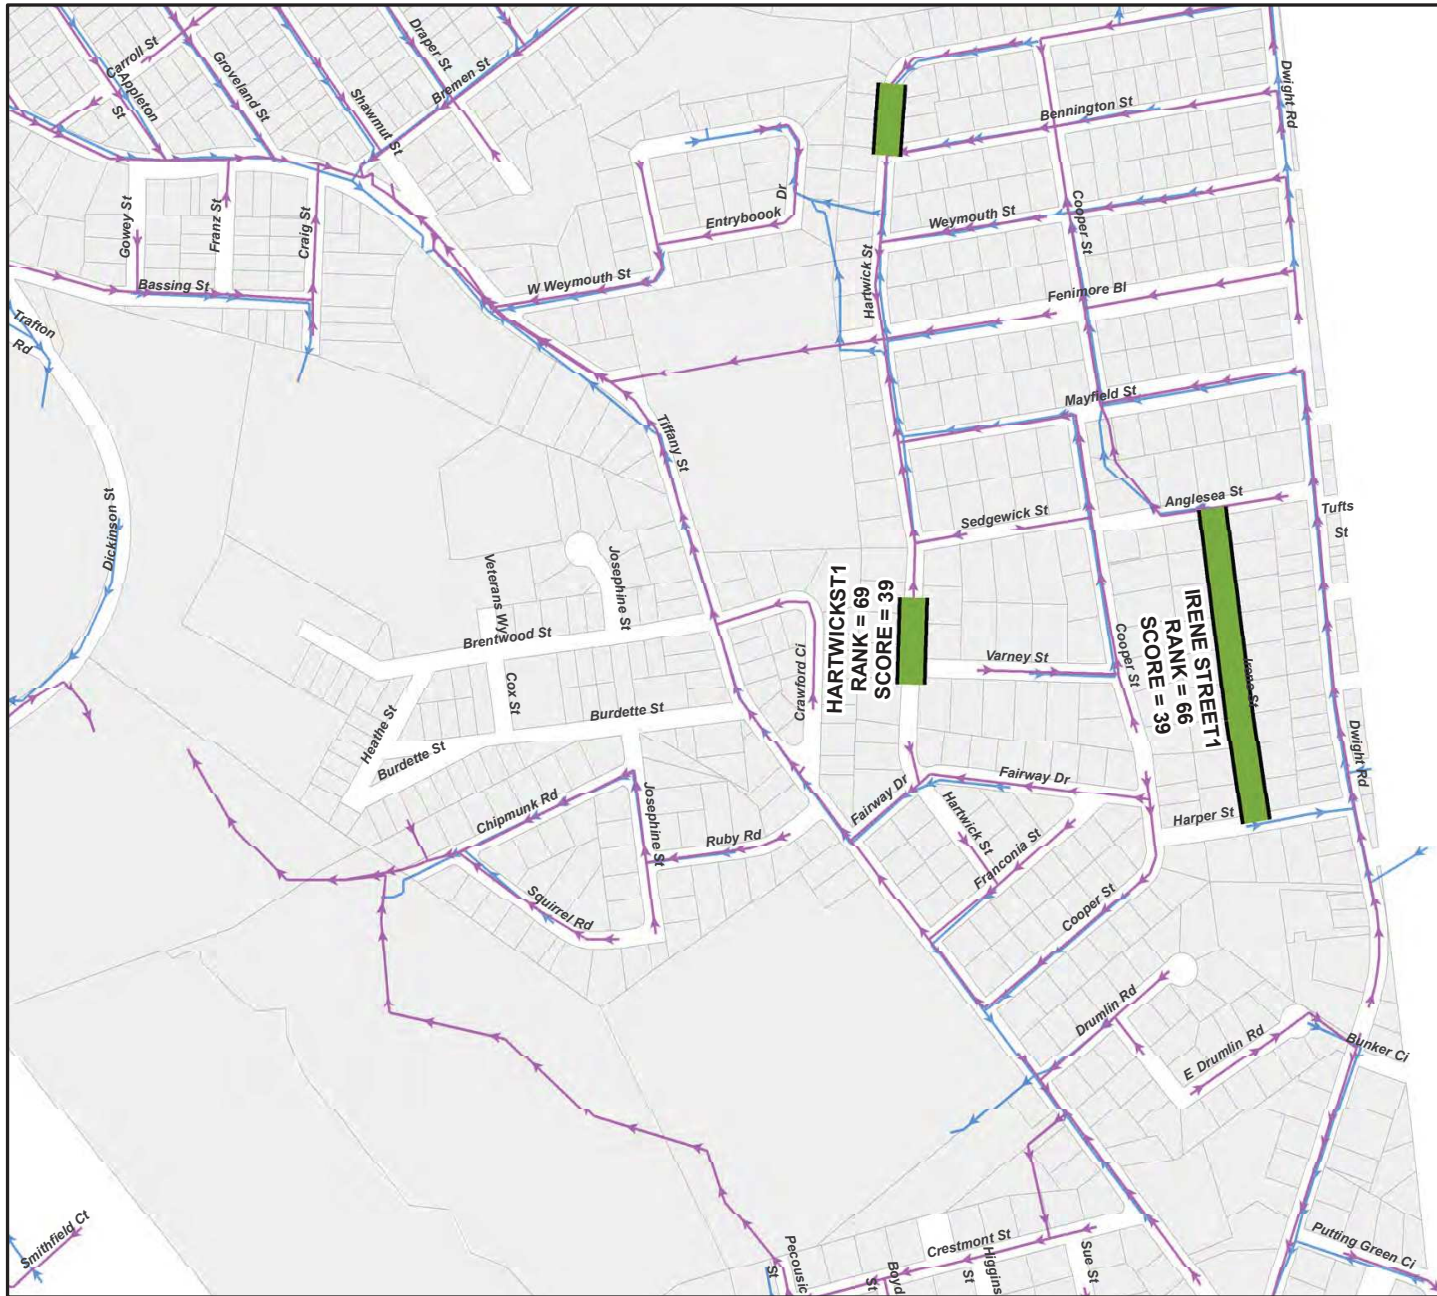 Carroll St
Appleton
St
Groveland St
Shawmut St
Draper St
Bremen St
Dwight Rd
Bennington St
Gowey St
Franz St
Craig St
Bassing St
Entryboook
Dr
W Weymouth St
Weymouth St
Cooper St
Hartwick St
Fenimore Bl
Trafton
Rd
Mayfield St
Tiffany St
Dickinson St
Anglesea St
Tufts
St
Sedgewick St
Veterans Wy
Josephine St
Brentwood St
HARTWICKST1
RANK = 69
SCORE = 39
IRENE STREET1
RANK = 66
SCORE = 39
Irene St
Varney St
Cooper St
Crawford Ci
Cox St
Burdette St
Heathe St
Burdette St
Dwight Rd
Fairway Dr
Fairway Dr
Chipmunk Rd
Josephine St
Ruby Rd
Hartwick St
Harper St
Franconia St
Squirrel Rd
Cooper St
Drumlin Rd
E Drumlin Rd
Bunker Ci
Smithfield Ct
Pecousic
St
Crestmont St
Boyd
St
Higgins
St
Sue St
Putting Green Ci